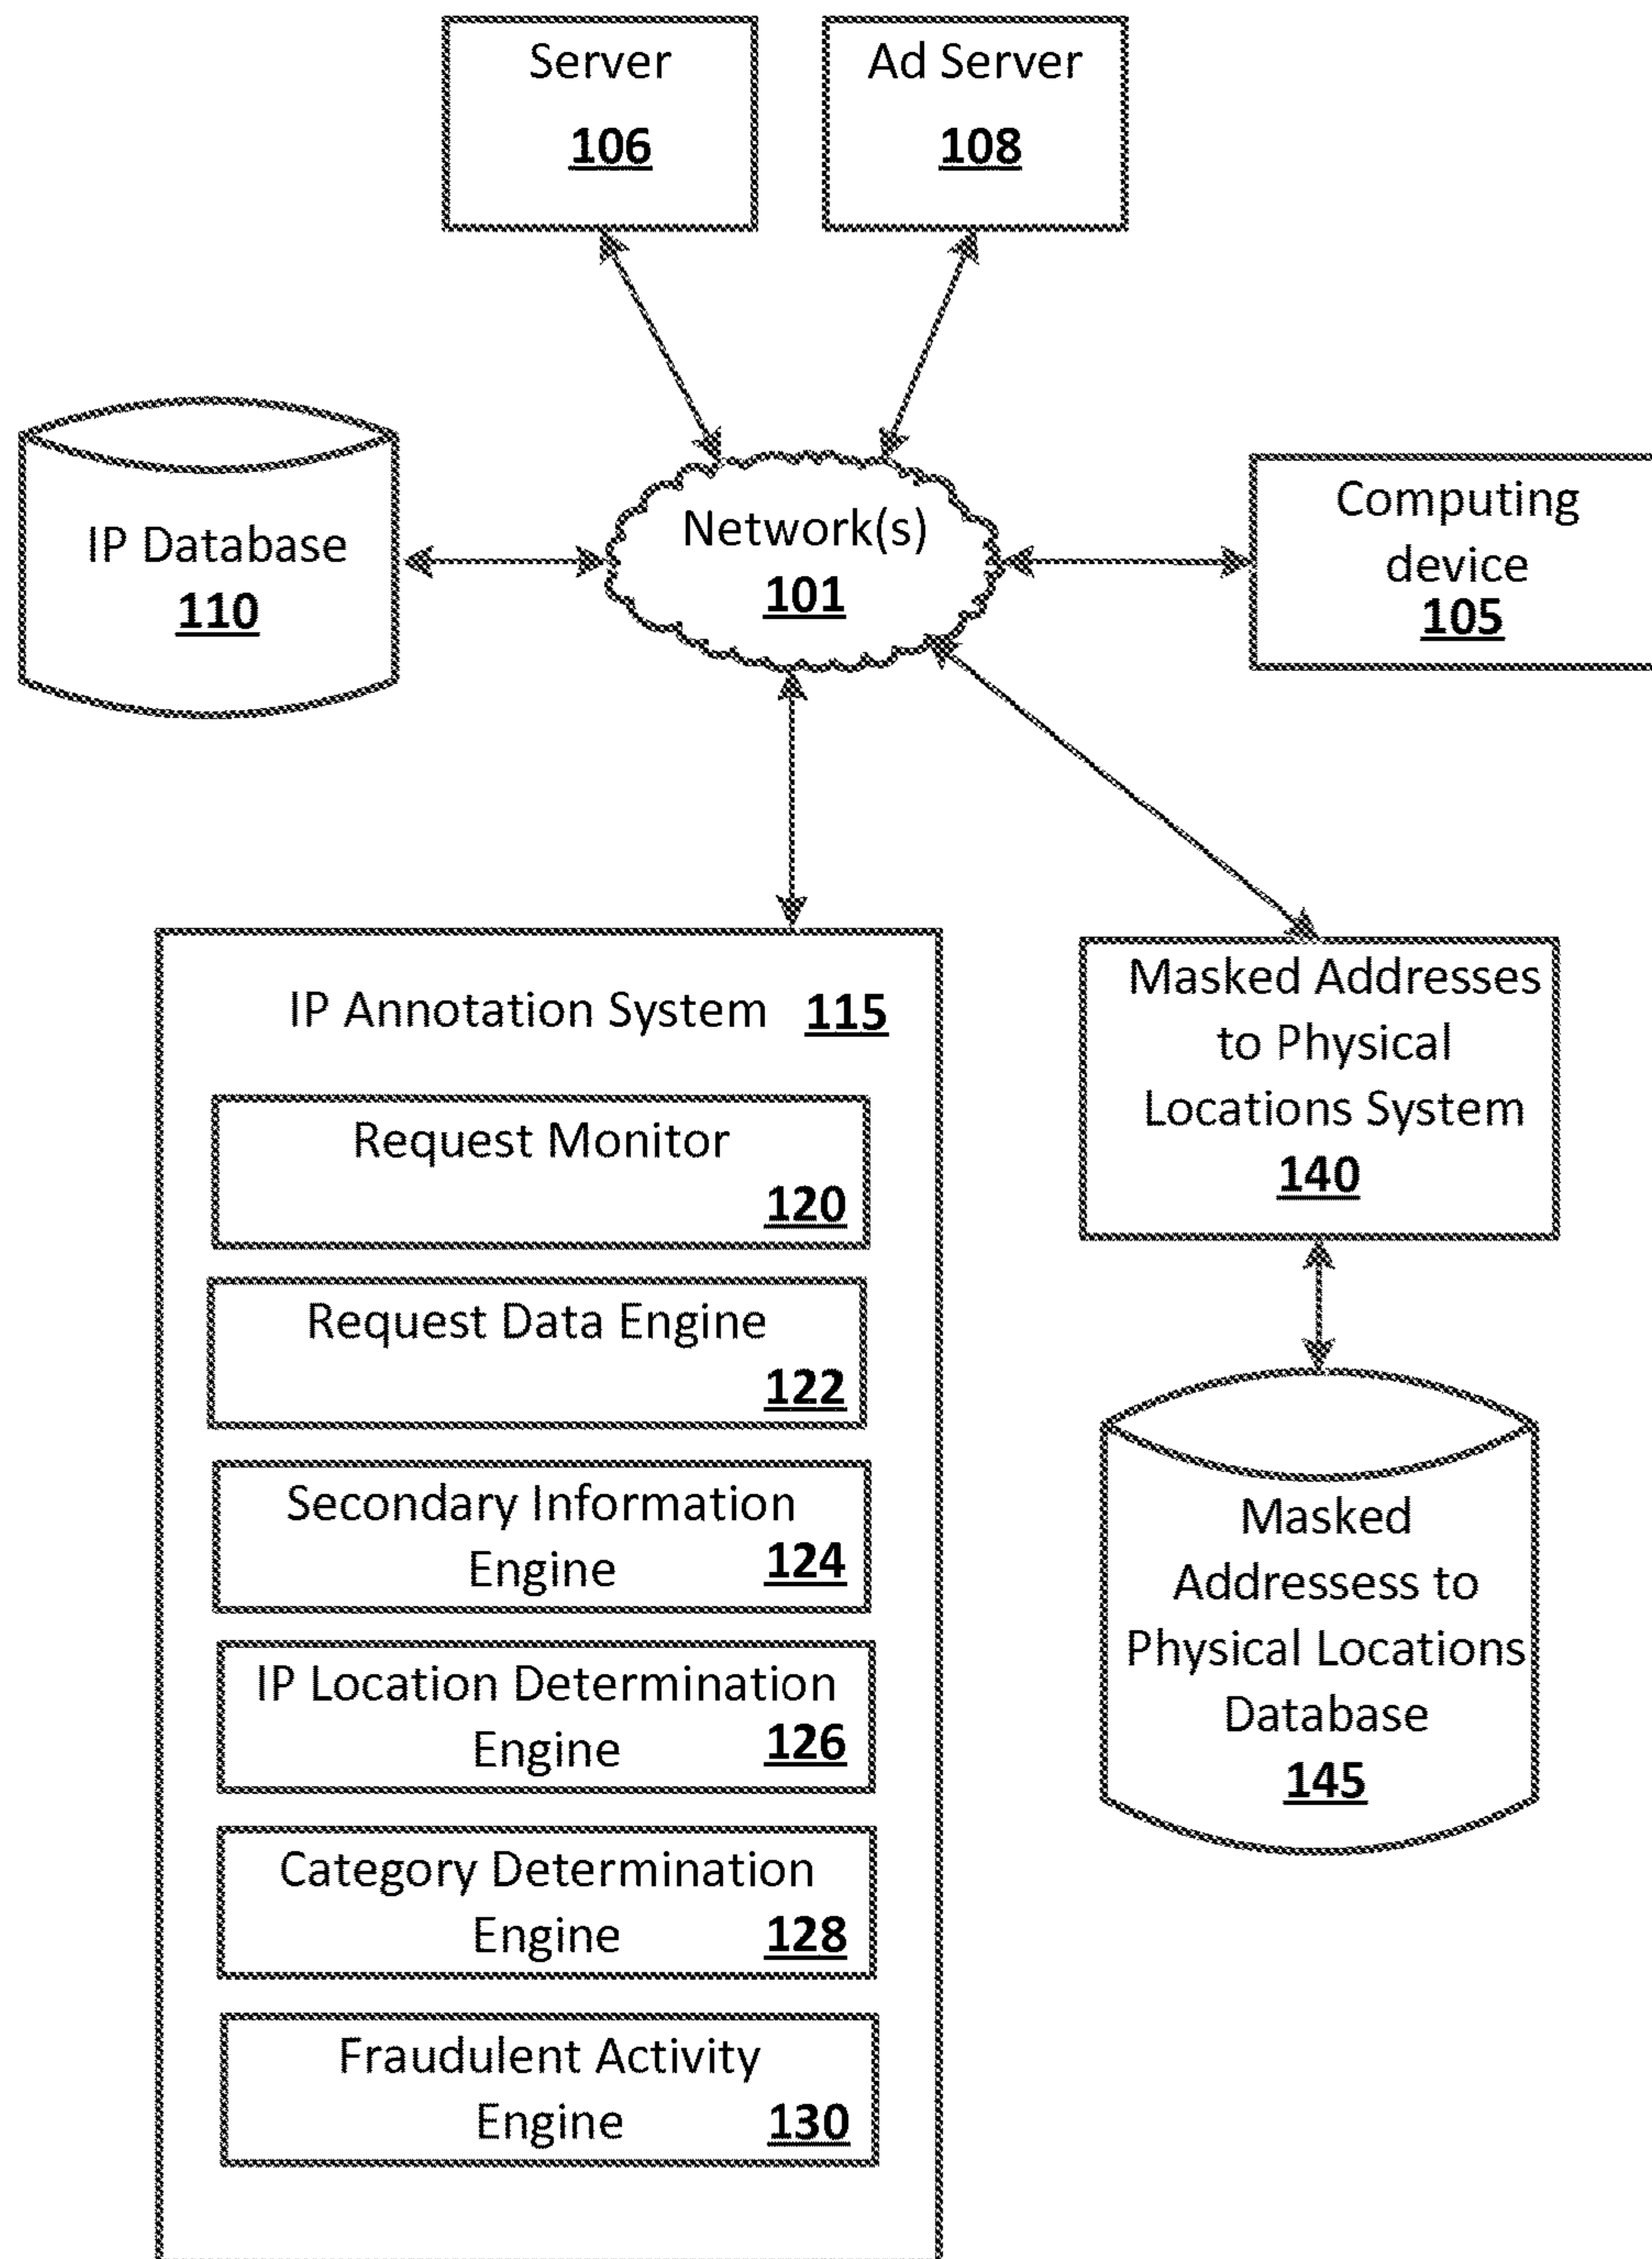 Server
106
Ad Server
108
IP Database
110
Network(s)
101
Computing
device
105
IP Annotation System 115
Request Monitor
120
Request Data Engine
122
Secondary Information
Engine 124
IP Location Determination
Engine 126
Category Determination
Engine 128
Fraudulent Activity
Engine 130
Masked Addresses
to Physical
Locations System
140
Masked
Addressess to
Physical Locations
Database
145